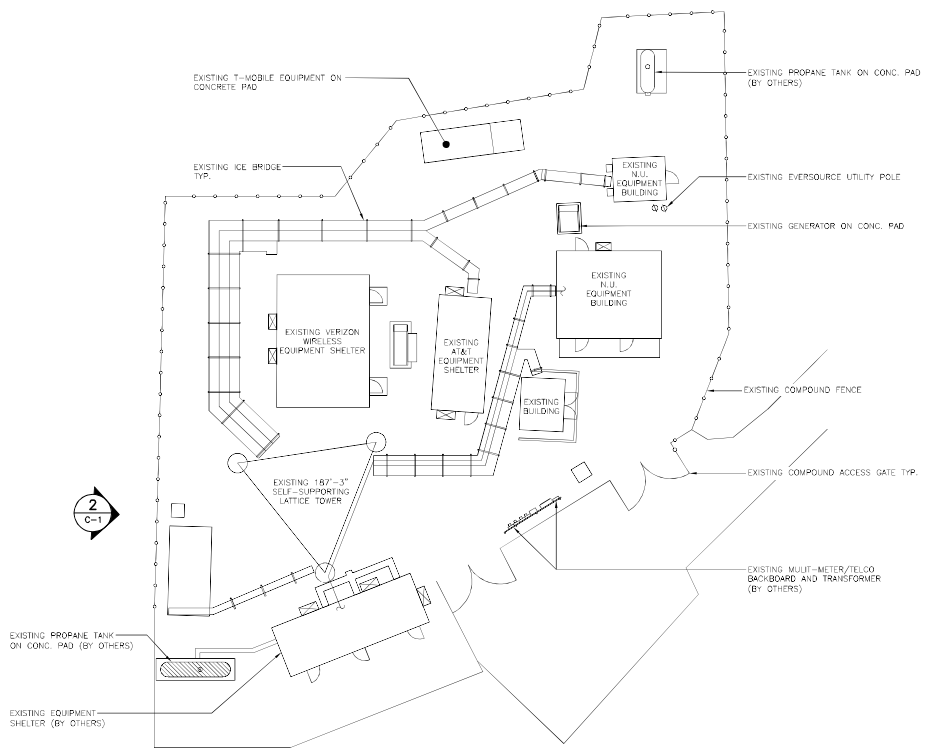 EXISTING T-MOBILE EQUIPMENT ON
CONCRETE PAD
EXISTING PROPANE TANK ON CONC. PAD
(BY OTHERS)
EXISTING ICE BRIDGE
TYP.
EXISTING
N.U.
EQUIPMENT
BUILDING
EXISTING EVERSOURCE UTILITY POLE
EXISTING GENERATOR ON CONC. PAD
EXISTING
N.U.
EQUIPMENT
BUILDING
EXISTING VERIZON
WIRELESS
EQUIPMENT SHELTER
EXISTING
AT&T
EQUIPMENT
SHELTER
EXISTING
BUILDING
EXISTING COMPOUND FENCE
EXISTING COMPOUND ACCESS GATE TYP.
EXISTING 187'-3"
SELF-SUPPORTING
LATTICE TOWER
2
C-1
EXISTING MULIT-METER/TELCO
BACKBOARD AND TRANSFORMER
(BY OTHERS)
EXISTING PROPANE TANK
ON CONC. PAD (BY OTHERS)
EXISTING EQUIPMENT
SHELTER (BY OTHERS)